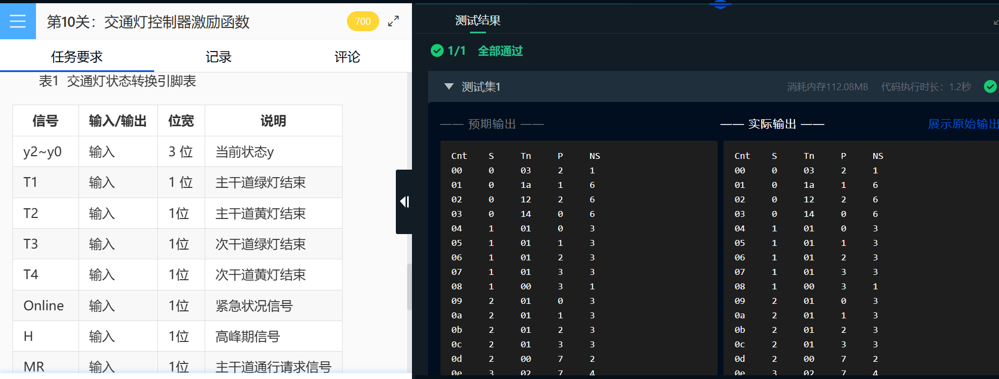 第10关：交通灯控制器激励函数
700
任务要求 记录 评论
表1 交通灯状态转换引脚表
信号 输入/输出 位宽 说明
y2~y0 输入 3 位 当前状态y
T1 输入 1 位 主干道绿灯结束
T2 输入 1位 主干道黄灯结束
T3 输入 1位 次干道绿灯结束
T4 输入 1位 次干道黄灯结束
Online 输入 1位 紧急状况信号
H 输入 1位 高峰期信号
MR 输入 1位 主干道通行请求信号
测试结果
1/1 全部通过
测试集1 消耗内存112.08MB 代码执行时长：1.2秒
—— 预期输出 ——
Cnt S Tn P NS
00 0 03 2 1
01 0 1a 1 6
02 0 12 2 6
03 0 14 0 6
04 1 01 0 3
05 1 01 1 3
06 1 01 2 3
07 1 01 3 3
08 1 00 3 1
09 2 01 0 3
0a 2 01 1 3
0b 2 01 2 3
0c 2 01 3 3
0d 2 00 7 2
0e 3 02 7 4
—— 实际输出 —— 展示原始输出
Cnt S Tn P NS
00 0 03 2 1
01 0 1a 1 6
02 0 12 2 6
03 0 14 0 6
04 1 01 0 3
05 1 01 1 3
06 1 01 2 3
07 1 01 3 3
08 1 00 3 1
09 2 01 0 3
0a 2 01 1 3
0b 2 01 2 3
0c 2 01 3 3
0d 2 00 7 2
0e 3 02 7 4